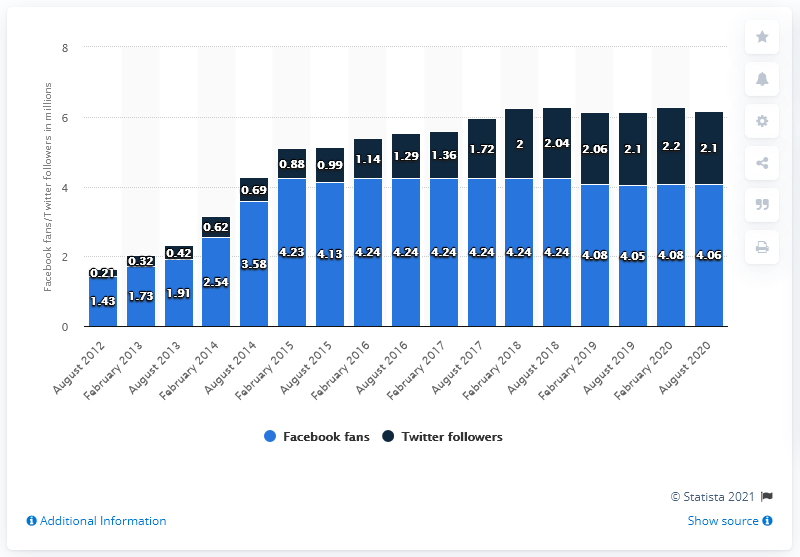 Facebook fans/Twitter followers in millions
8
6
4
2
0
0.21 0.32 0.42 0.62 0.69 0.88 0.99 1.14 1.29 1.36 1.72 2 2.04 2.06 2.1 2.2 2.1
1.43 1.73 1.91 2.54 3.58 4.23 4.13 4.24 4.24 4.24 4.24 4.24 4.24 4.08 4.05 4.08 4.06
August 2012
February 2013
August 2013
February 2014
August 2014
February 2015
August 2015
February 2016
August 2016
February 2017
August 2017
February 2018
August 2018
February 2019
August 2019
February 2020
August 2020
Facebook fans Twitter followers
© Statista 2021
Additional Information Show source